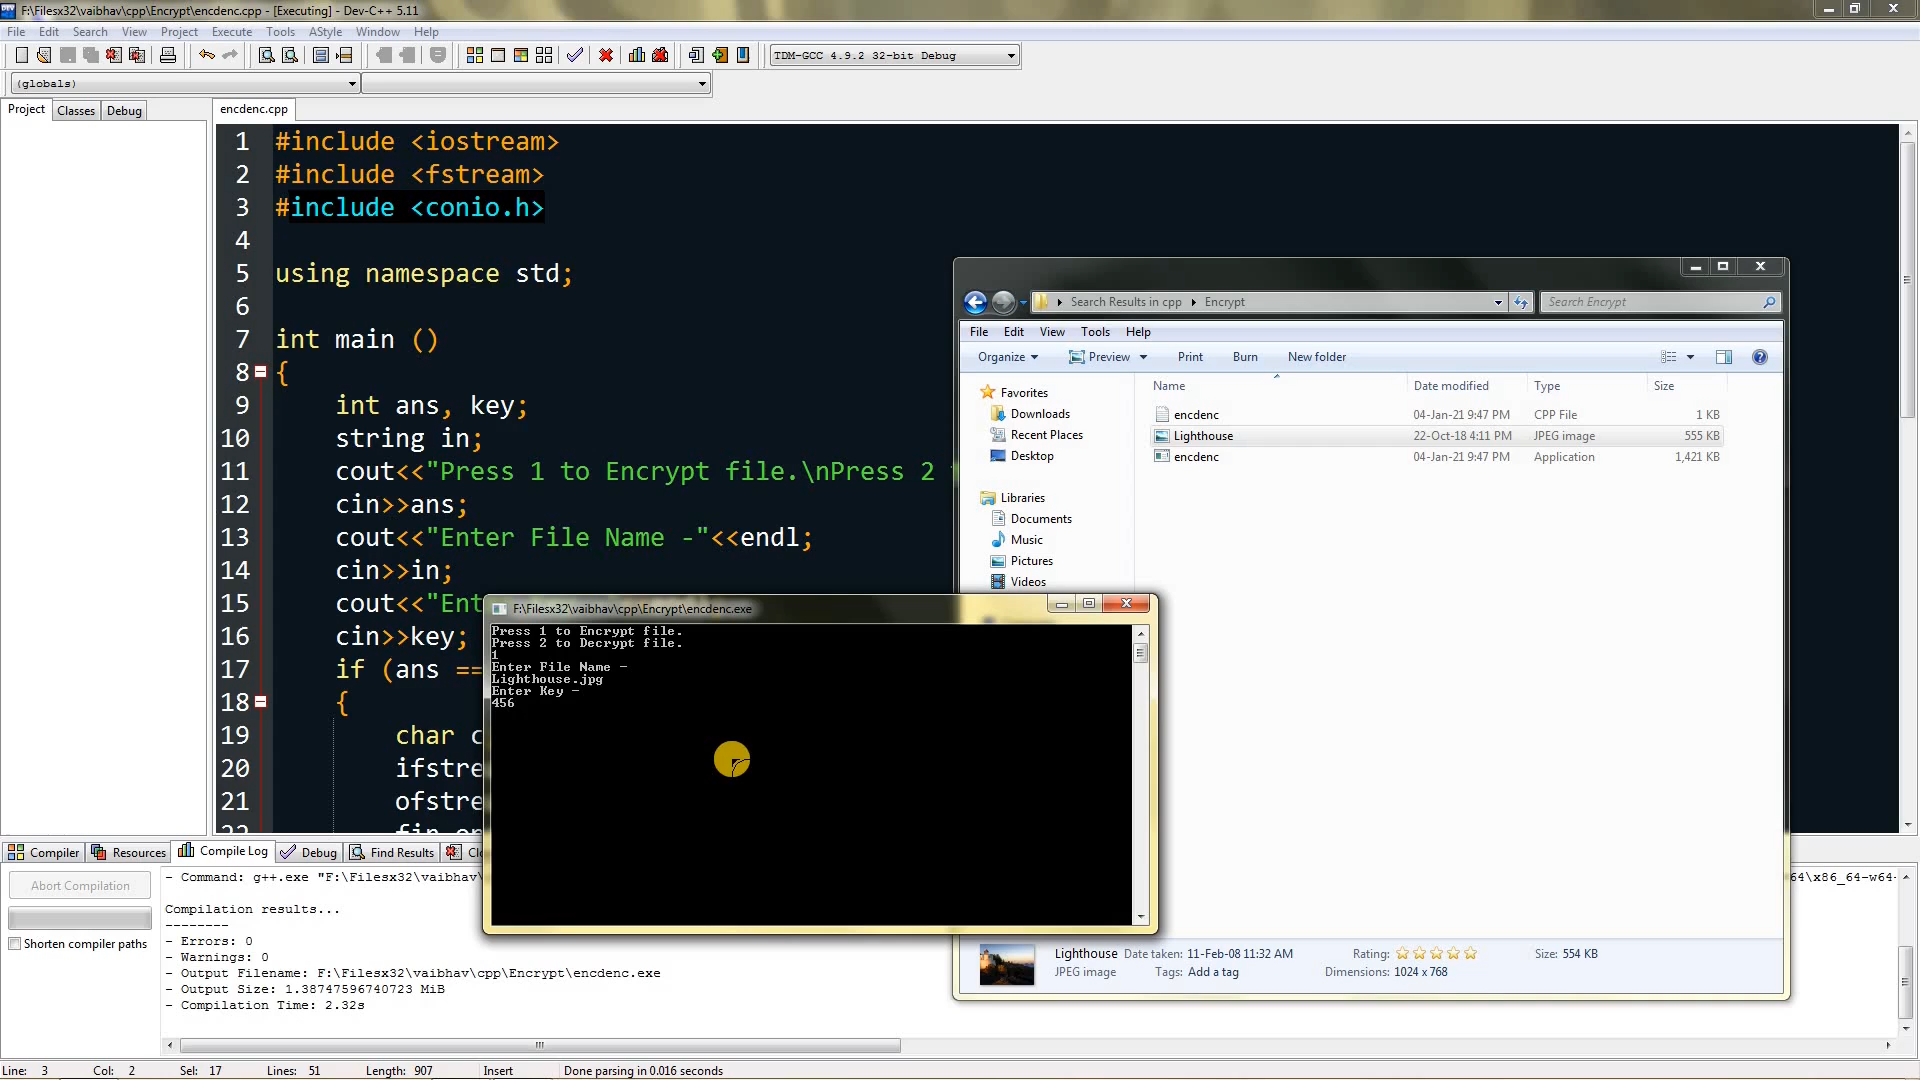 F:\Filesx32\vaibhav\cpp\Encrypt\encdenc.cpp - [Executing] - Dev-C++ 5.11
File Edit Search View Project Execute Tools AStyle Window Help
TDM-GCC 4.9.2 32-bit Debug
(globals)
Project Classes Debug
encdenc.cpp
1 #include <iostream>
2 #include <fstream>
3 #include <conio.h>
4
5 using namespace std;
6
7 int main ()
8 {
9 int ans, key;
10 string in;
11 cout<<"Press 1 to Encrypt file.\nPress 2
12 cin>>ans;
13 cout<<"Enter File Name -"<<endl;
14 cin>>in;
15 cout<<"Ent
16 cin>>key;
17 if (ans ==
18 {
19 char c
20 ifstre
21 ofstre
22 fin.op
Search Results in cpp Encrypt
Search Encrypt
File Edit View Tools Help
Organize Preview Print Burn New folder
Name Date modified Type Size
encdenc 04-Jan-21 9:47 PM CPP File 1 KB
Lighthouse 22-Oct-18 4:11 PM JPEG image 555 KB
encdenc 04-Jan-21 9:47 PM Application 1,421 KB
Favorites
Downloads
Recent Places
Desktop
Libraries
Documents
Music
Pictures
Videos
Lighthouse Date taken: 11-Feb-08 11:32 AM Rating: Size: 554 KB
JPEG image Tags: Add a tag Dimensions: 1024 x 768
F:\Filesx32\vaibhav\cpp\Encrypt\encdenc.exe
Press 1 to Encrypt file.
Press 2 to Decrypt file.
1
Enter File Name -
Lighthouse.jpg
Enter Key -
456
Compiler Resources Compile Log Debug Find Results Cl
Abort Compilation
Shorten compiler paths
- Command: g++.exe "F:\Filesx32\vaibhav\
64\x86_64-w64-
Compilation results...
--------
- Errors: 0
- Warnings: 0
- Output Filename: F:\Filesx32\vaibhav\cpp\Encrypt\encdenc.exe
- Output Size: 1.38747596740723 MiB
- Compilation Time: 2.32s
Line: 3 Col: 2 Sel: 17 Lines: 51 Length: 907 Insert Done parsing in 0.016 seconds